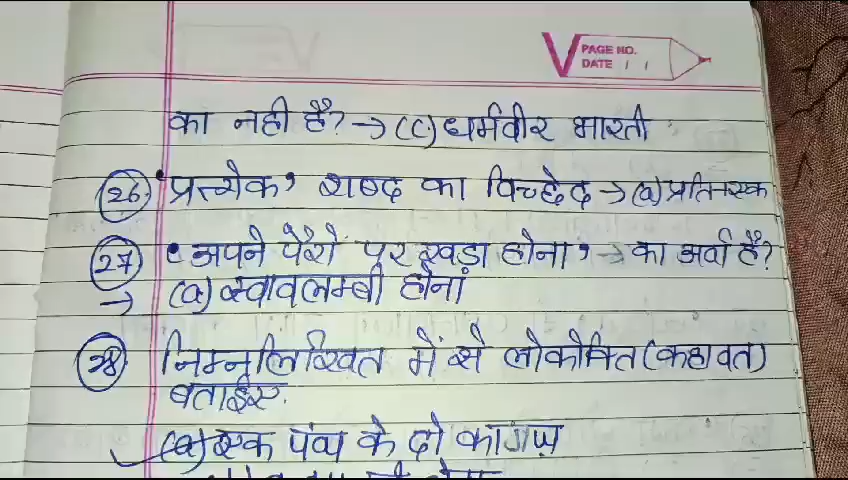 PAGE NO.
DATE / /
का नही हैं? → (C) धर्मवीर भारती
(26) 'प्रत्येक' शब्द का विच्छेद → (a) प्रति+एक
(27) 'अपने पैरों पर खडा होना' → का अर्थ हैं?
→ (a) स्वावलम्बी होनां
(28) निम्नलिखित में से लोकोक्ति (कहावत)
बताईए.
(a) एक पंथ के दो काज